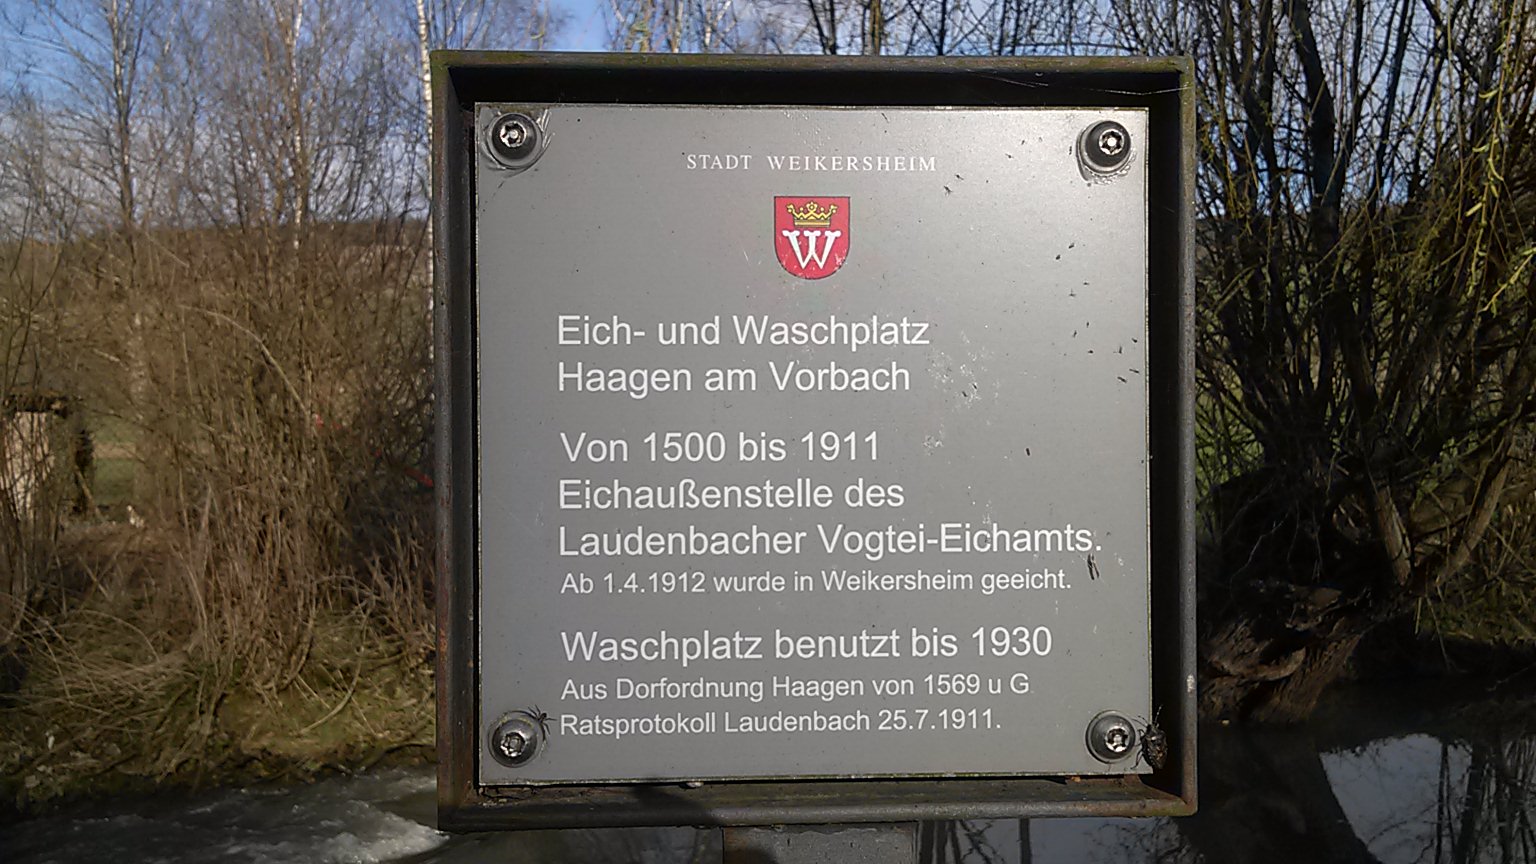 STADT WEIKERSHEIM
W
Eich- und Waschplatz
Haagen am Vorbach
Von 1500 bis 1911
Eichaußenstelle des
Laudenbacher Vogtei-Eichamts.
Ab 1.4.1912 wurde in Weikersheim geeicht.
Waschplatz benutzt bis 1930
Aus Dorfordnung Haagen von 1569 u G
Ratsprotokoll Laudenbach 25.7.1911.